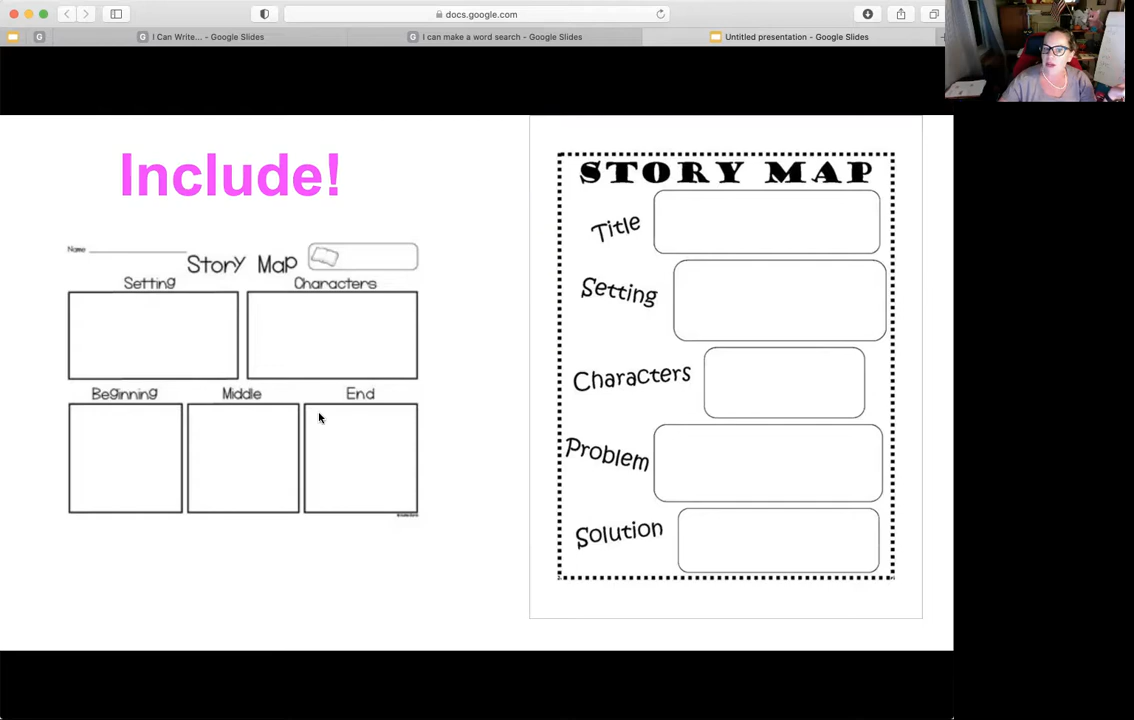 docs.google.com
I Can Write... - Google Slides
I can make a word search - Google Slides
Untitled presentation - Google Slides
Include!
Name
Story Map
Setting
Characters
Beginning
Middle
End
STORY MAP
Title
Setting
Characters
Problem
Solution